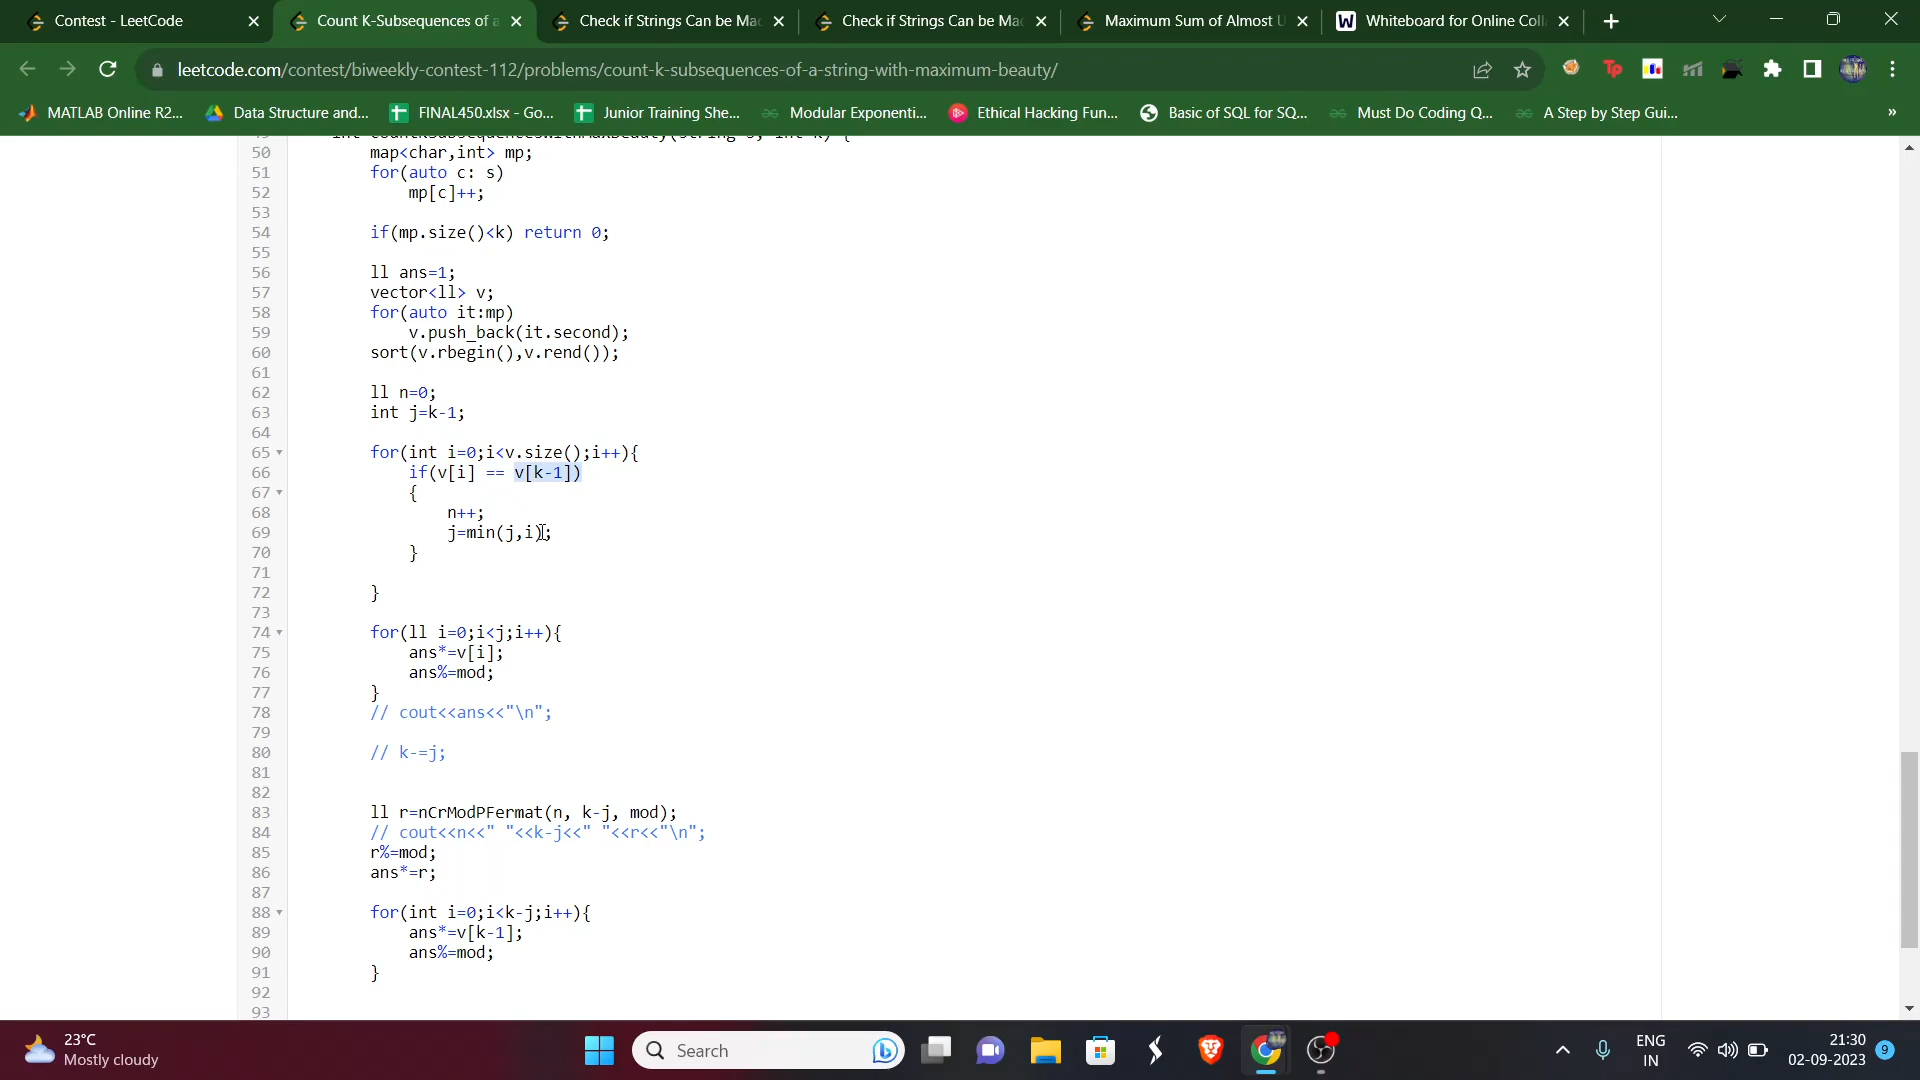 Contest - LeetCode
Count K-Subsequences of a
Check if Strings Can be Mac
Check if Strings Can be Mac
Maximum Sum of Almost U
Whiteboard for Online Coll
leetcode.com/contest/biweekly-contest-112/problems/count-k-subsequences-of-a-string-with-maximum-beauty/
MATLAB Online R2...
Data Structure and...
FINAL450.xlsx - Go...
Junior Training She...
Modular Exponenti...
Ethical Hacking Fun...
Basic of SQL for SQ...
Must Do Coding Q...
A Step by Step Gui...
»
50 map<char,int> mp;
51 for(auto c: s)
52 mp[c]++;
53
54 if(mp.size()<k) return 0;
55
56 ll ans=1;
57 vector<ll> v;
58 for(auto it:mp)
59 v.push_back(it.second);
60 sort(v.rbegin(),v.rend());
61
62 ll n=0;
63 int j=k-1;
64
65 for(int i=0;i<v.size();i++){
66 if(v[i] == v[k-1])
67 {
68 n++;
69 j=min(j,i);
70 }
71
72 }
73
74 for(ll i=0;i<j;i++){
75 ans*=v[i];
76 ans%=mod;
77 }
78 // cout<<ans<<"\n";
79
80 // k-=j;
81
82
83 ll r=nCrModPFermat(n, k-j, mod);
84 // cout<<n<<" "<<k-j<<" "<<r<<"\n";
85 r%=mod;
86 ans*=r;
87
88 for(int i=0;i<k-j;i++){
89 ans*=v[k-1];
90 ans%=mod;
91 }
92
93
23°C
Mostly cloudy
Search
ENG
IN
21:30
02-09-2023
9